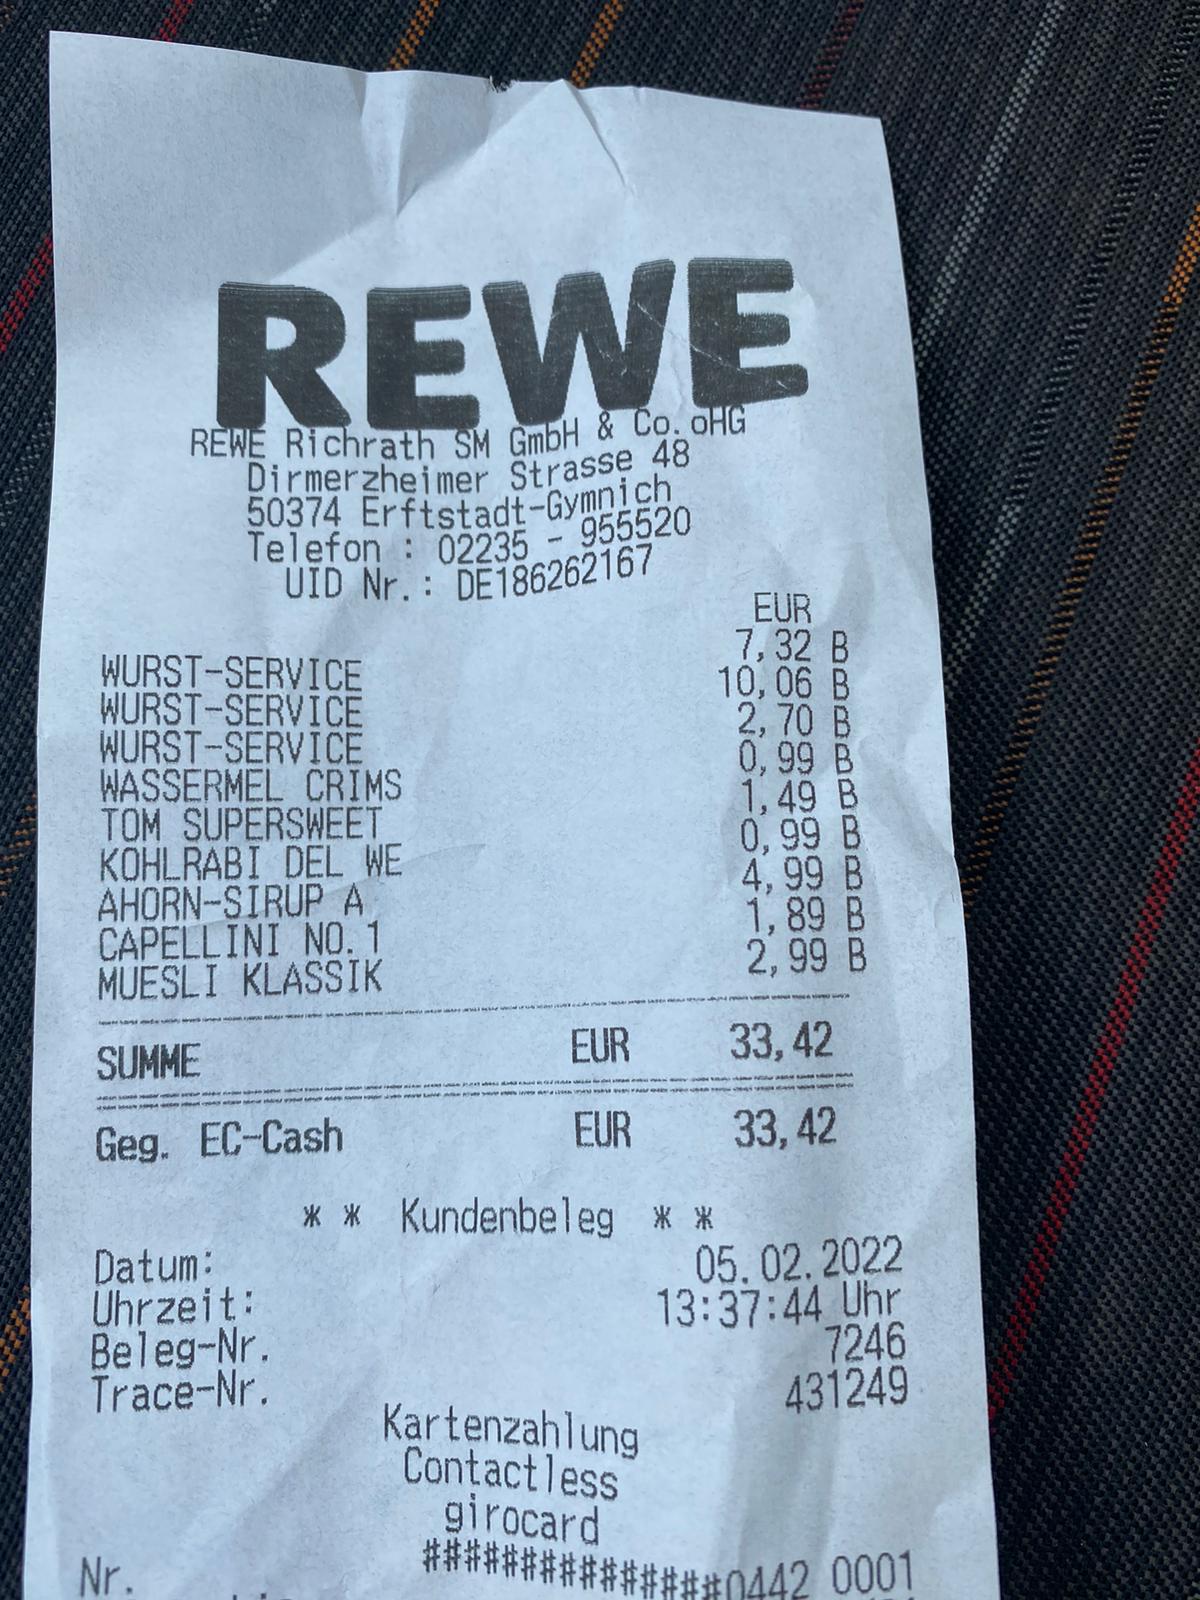 REWE
REWE Richrath SM GmbH & Co.oHG
Dirmerzheimer Strasse 48
50374 Erftstadt-Gymnich
Telefon : 02235 - 955520
UID Nr.: DE186262167
EUR
WURST-SERVICE 7,32 B
WURST-SERVICE 10,06 B
WURST-SERVICE 2,70 B
WASSERMEL CRIMS 0,99 B
TOM SUPERSWEET 1,49 B
KOHLRABI DEL WE 0,99 B
AHORN-SIRUP A 4,99 B
CAPELLINI NO.1 1,89 B
MUESLI KLASSIK 2,99 B
SUMME EUR 33,42
Geg. EC-Cash EUR 33,42
* * Kundenbeleg * *
Datum: 05.02.2022
Uhrzeit: 13:37:44 Uhr
Beleg-Nr. 7246
Trace-Nr. 431249
Kartenzahlung
Contactless
girocard
Nr. ###############0442 0001